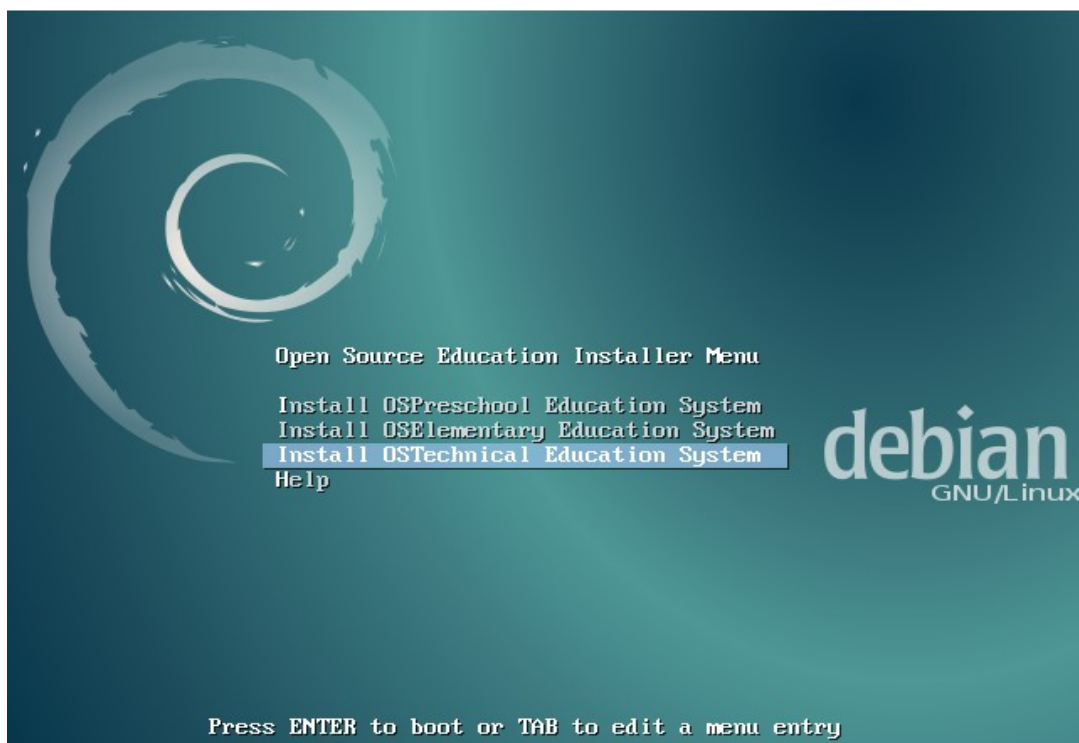 Open Source Education Installer Menu
Install OSPreschool Education System
Install OSElementary Education System
Install OSTechnical Education System
Help
debian
GNU/Linux
Press ENTER to boot or TAB to edit a menu entry